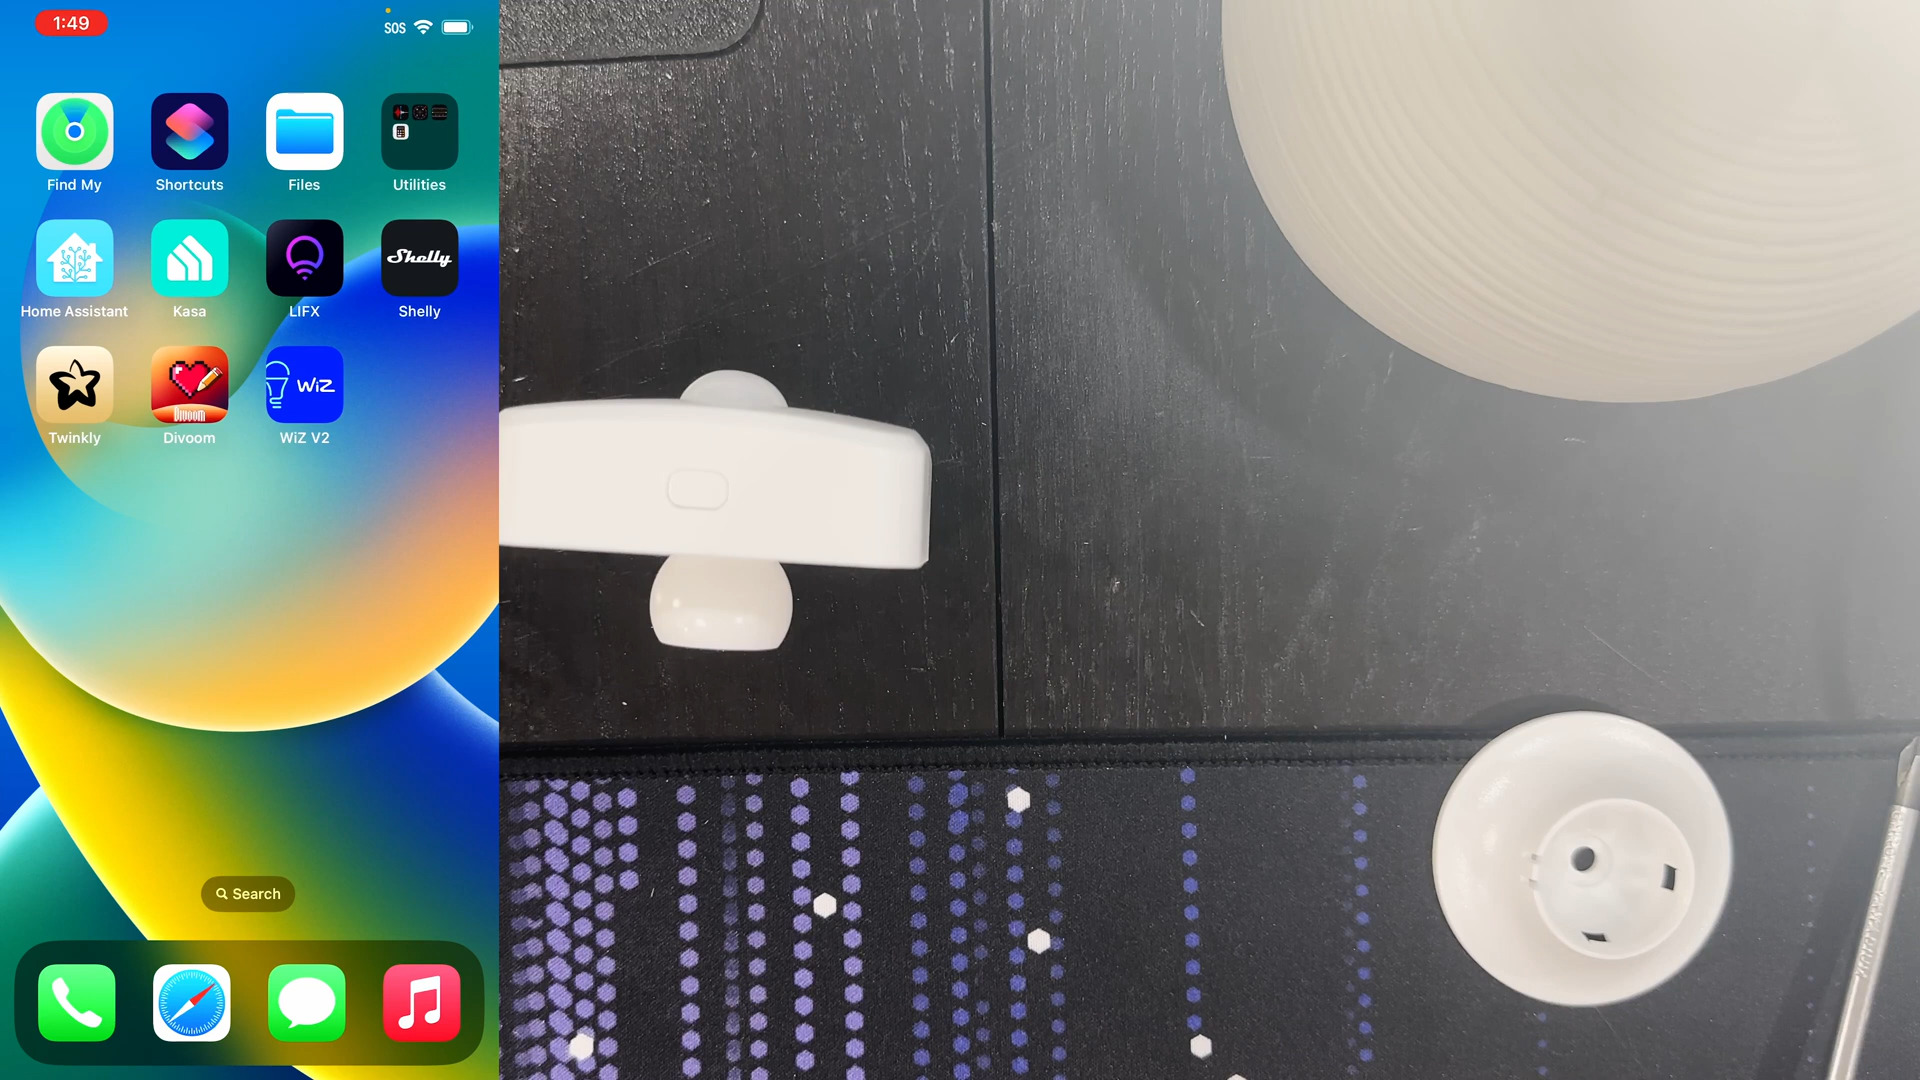 1:49
SOS
Find My
Shortcuts
Files
Utilities
Shelly
Home Assistant
Kasa
LIFX
Shelly
Divoom
WiZ
Twinkly
Divoom
WiZ V2
Search